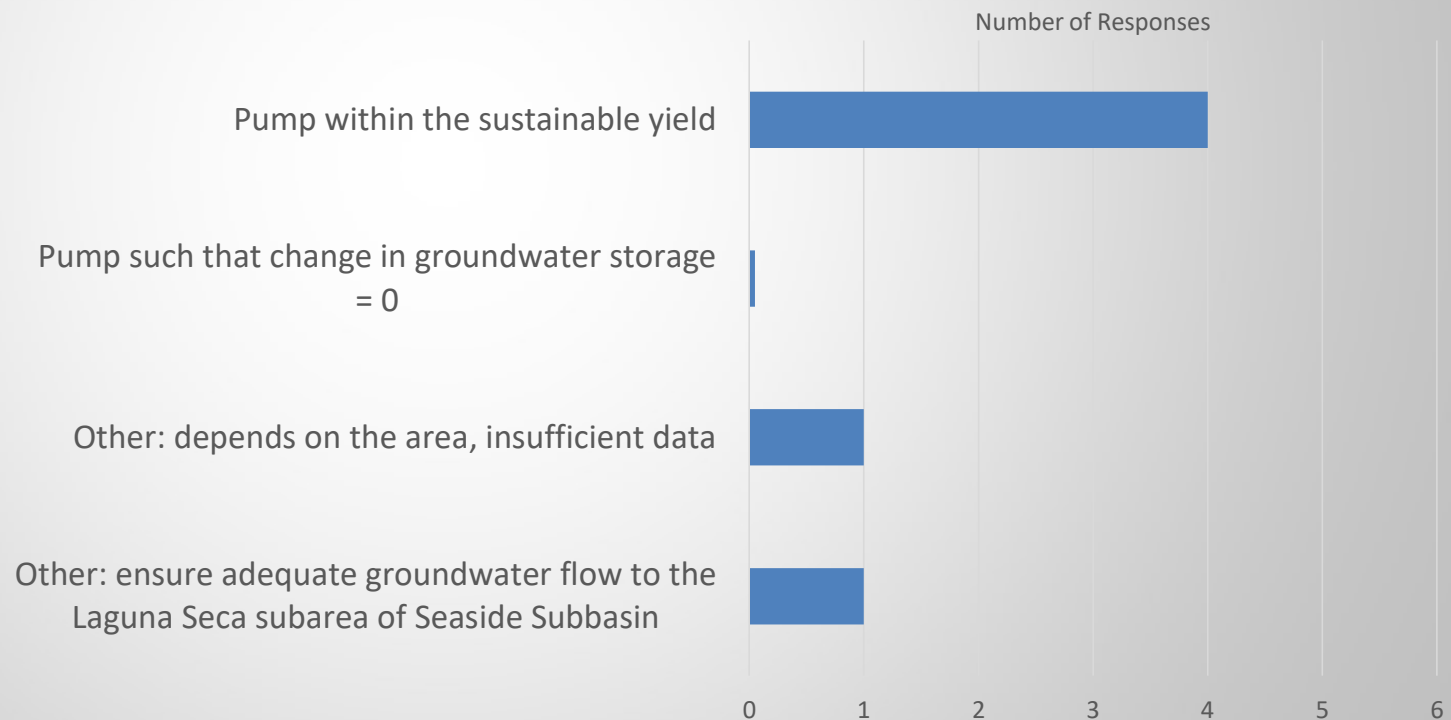 Number of Responses
Pump within the sustainable yield
Pump such that change in groundwater storage
= 0
Other: depends on the area, insufficient data
Other: ensure adequate groundwater flow to the
Laguna Seca subarea of Seaside Subbasin
0 1 2 3 4 5 6